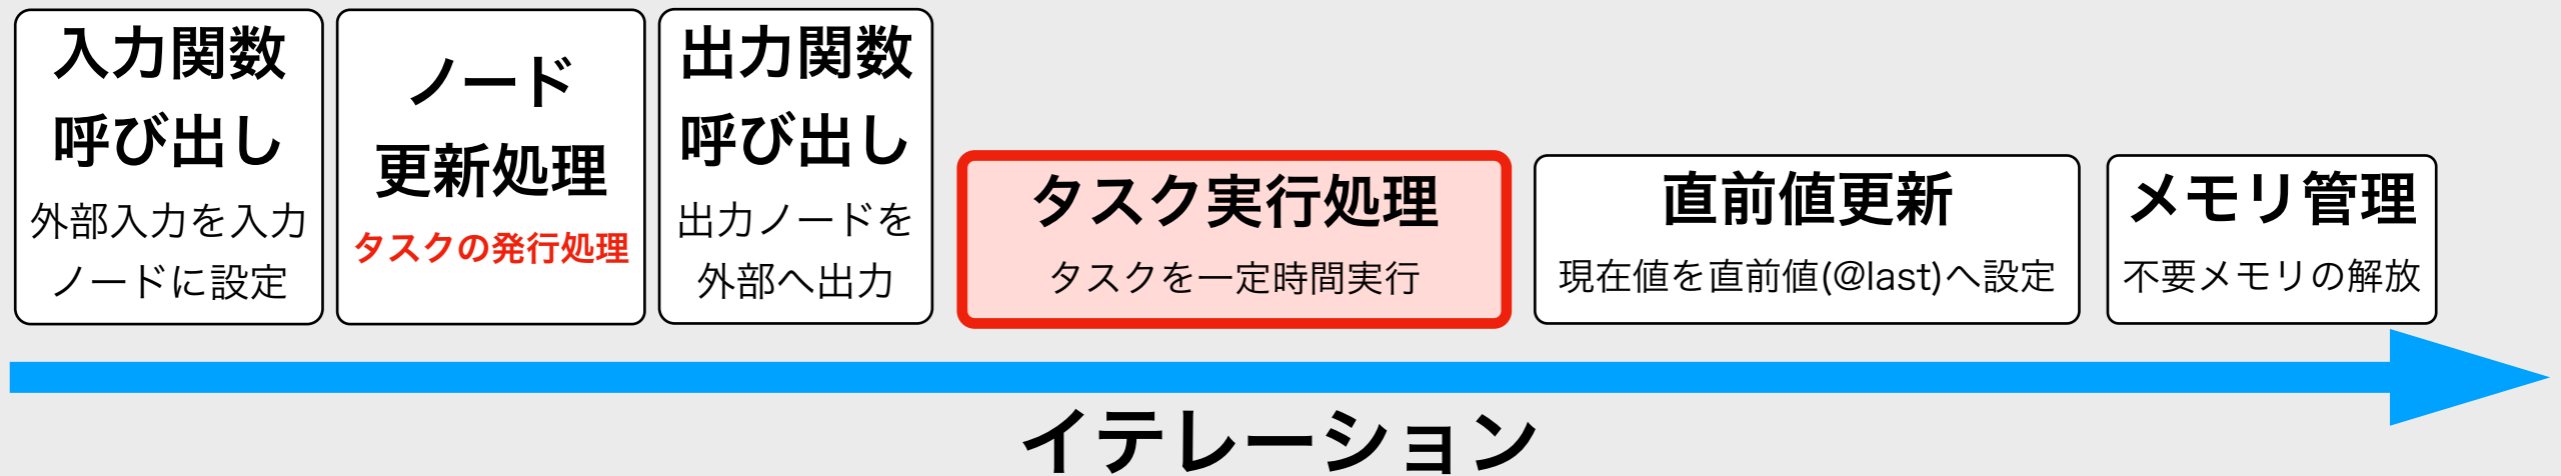 入力関数
呼び出し
外部入力を入力
ノードに設定
ノード
更新処理
タスクの発行処理
出力関数
呼び出し
出力ノードを
外部へ出力
タスク実行処理
タスクを一定時間実行
直前値更新
現在値を直前値(@last)へ設定
メモリ管理
不要メモリの解放
イテレーション